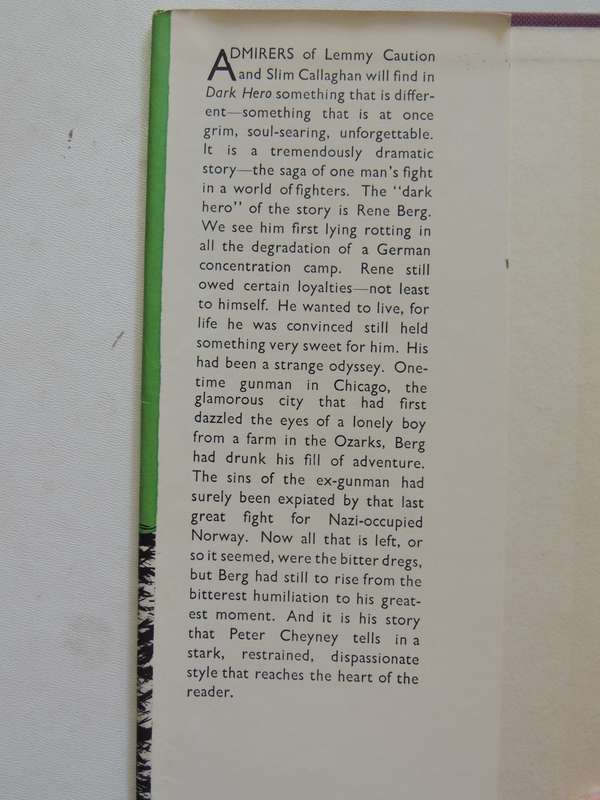 ADMIRERS of Lemmy Caution
and Slim Callaghan will find in
Dark Hero something that is differ-
ent—something that is at once
grim, soul-searing, unforgettable.
It is a tremendously dramatic
story—the saga of one man's fight
in a world of fighters. The "dark
hero" of the story is Rene Berg.
We see him first lying rotting in
all the degradation of a German
concentration camp. Rene still
owed certain loyalties—not least
to himself. He wanted to live, for
life he was convinced still held
something very sweet for him. His
had been a strange odyssey. One-
time gunman in Chicago, the
glamorous city that had first
dazzled the eyes of a lonely boy
from a farm in the Ozarks, Berg
had drunk his fill of adventure.
The sins of the ex-gunman had
surely been expiated by that last
great fight for Nazi-occupied
Norway. Now all that is left, or
so it seemed, were the bitter dregs,
but Berg had still to rise from the
bitterest humiliation to his great-
est moment. And it is his story
that Peter Cheyney tells in a
stark, restrained, dispassionate
style that reaches the heart of the
reader.